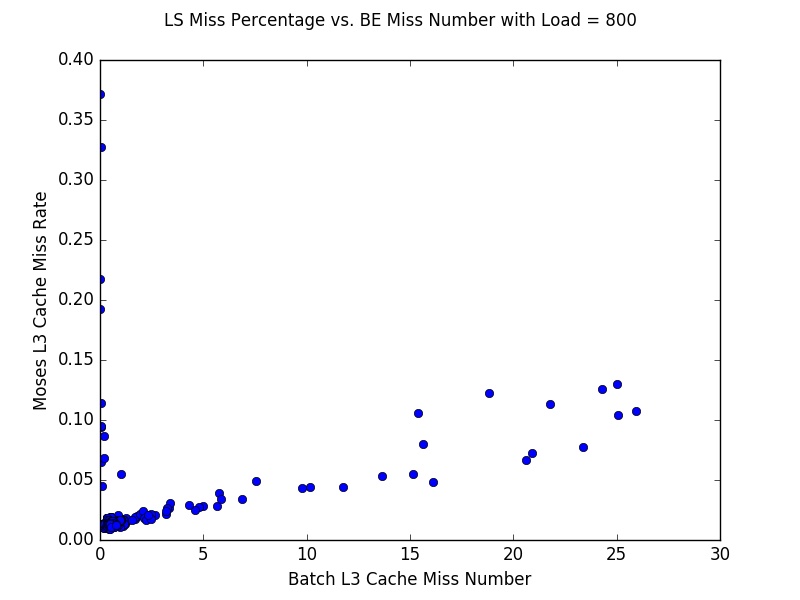 LS Miss Percentage vs. BE Miss Number with Load = 800
0.40
0.35
0.30
0.25
0.20
0.15
0.10
0.05
0.00
Moses L3 Cache Miss Rate
0 5 10 15 20 25 30
Batch L3 Cache Miss Number